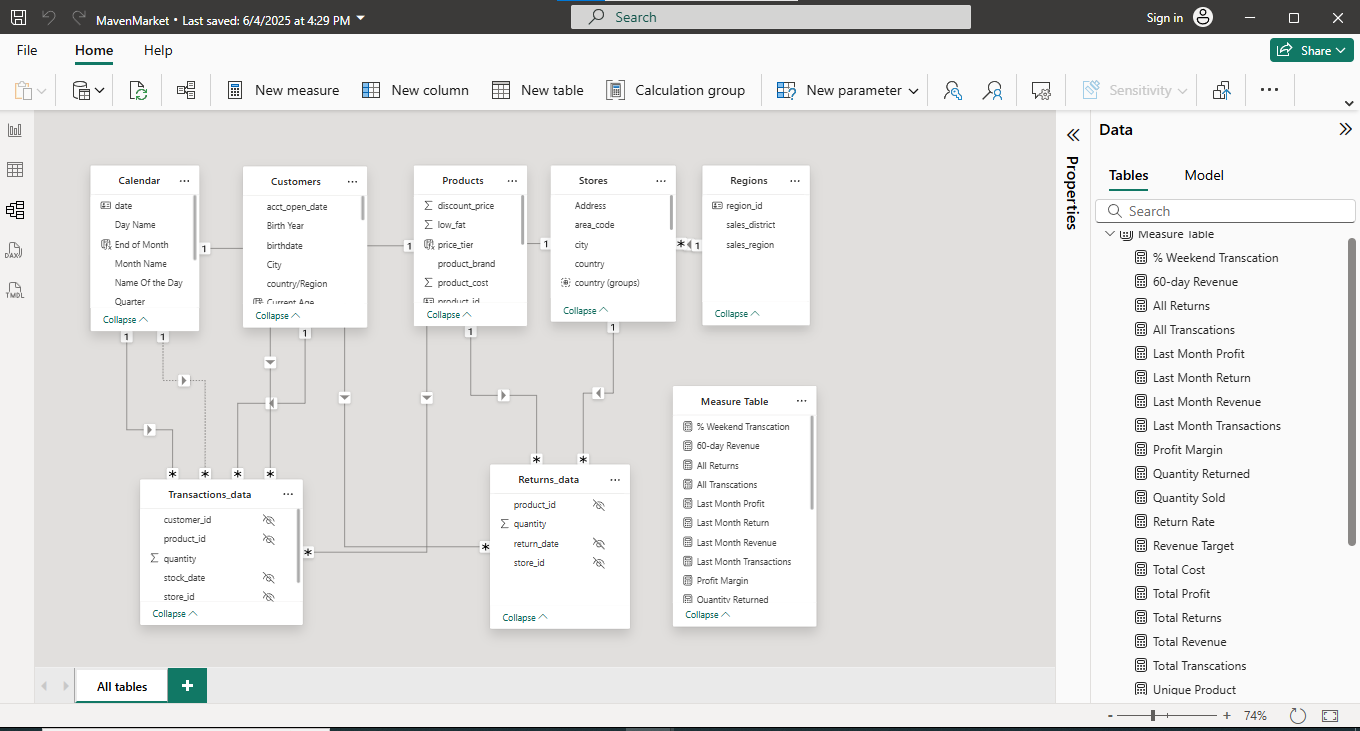 MavenMarket • Last saved: 6/4/2025 at 4:29 PM
Search
Sign in
File
Home
Help
Share
New measure
New column
New table
Calculation group
New parameter
Sensitivity
DAX
TMDL
Calendar
date
Day Name
End of Month
Month Name
Name Of the Day
Quarter
Collapse
Customers
acct_open_date
Birth Year
birthdate
City
country/Region
Current Age
Collapse
Products
discount_price
low_fat
price_tier
product_brand
product_cost
product_id
Collapse
Stores
Address
area_code
city
country
country (groups)
Collapse
Regions
region_id
sales_district
sales_region
Collapse
1
1
1
* 1
1
1
1
1
1
* * * *
* *
*
*
Transactions_data
customer_id
product_id
quantity
stock_date
store_id
Collapse
Returns_data
product_id
quantity
return_date
store_id
Collapse
Measure Table
% Weekend Transcation
60-day Revenue
All Returns
All Transcations
Last Month Profit
Last Month Return
Last Month Revenue
Last Month Transactions
Profit Margin
Quantity Returned
Collapse
Properties
Data
Tables
Model
Search
Measure Table
% Weekend Transcation
60-day Revenue
All Returns
All Transcations
Last Month Profit
Last Month Return
Last Month Revenue
Last Month Transactions
Profit Margin
Quantity Returned
Quantity Sold
Return Rate
Revenue Target
Total Cost
Total Profit
Total Returns
Total Revenue
Total Transcations
Unique Product
All tables
+
- + 74%